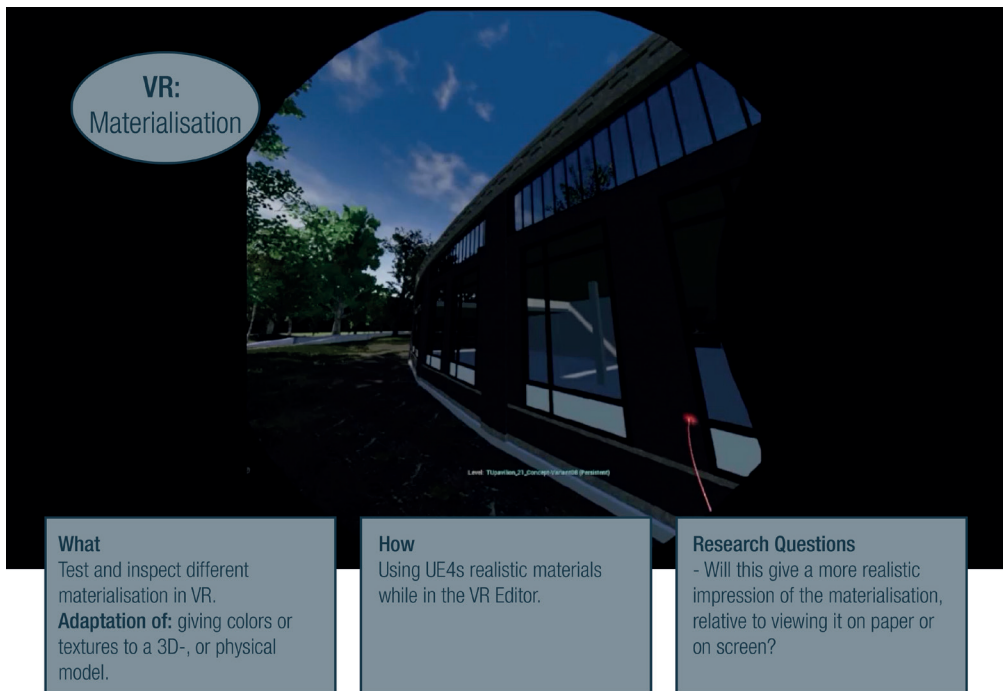 VR:
Materialisation
Level: TUpavilion_21_Concept-Variant08 (Persistent)
What
Test and inspect different
materialisation in VR.
Adaptation of: giving colors or
textures to a 3D-, or physical
model.
How
Using UE4s realistic materials
while in the VR Editor.
Research Questions
- Will this give a more realistic
impression of the materialisation,
relative to viewing it on paper or
on screen?